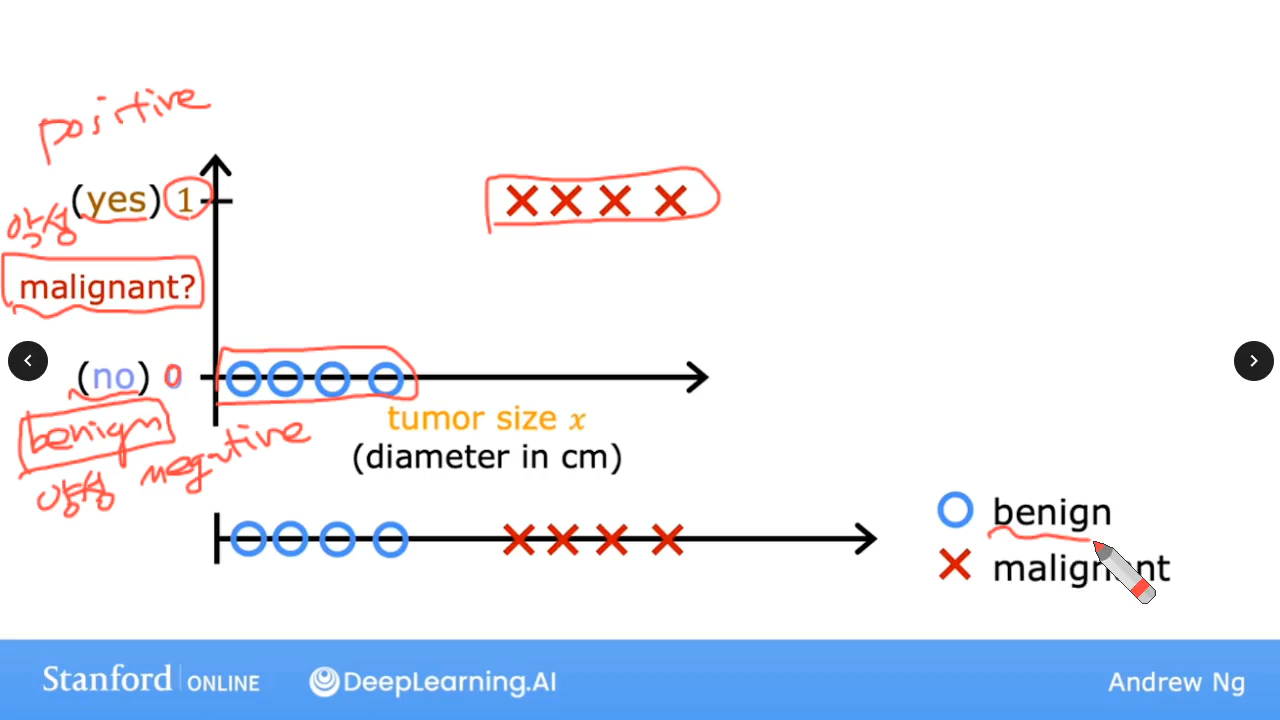 positive
(yes) 1
악성
malignant?
(no) 0
benign
negative
양성
tumor size x
(diameter in cm)
benign
malignant
Stanford ONLINE
DeepLearning.AI
Andrew Ng